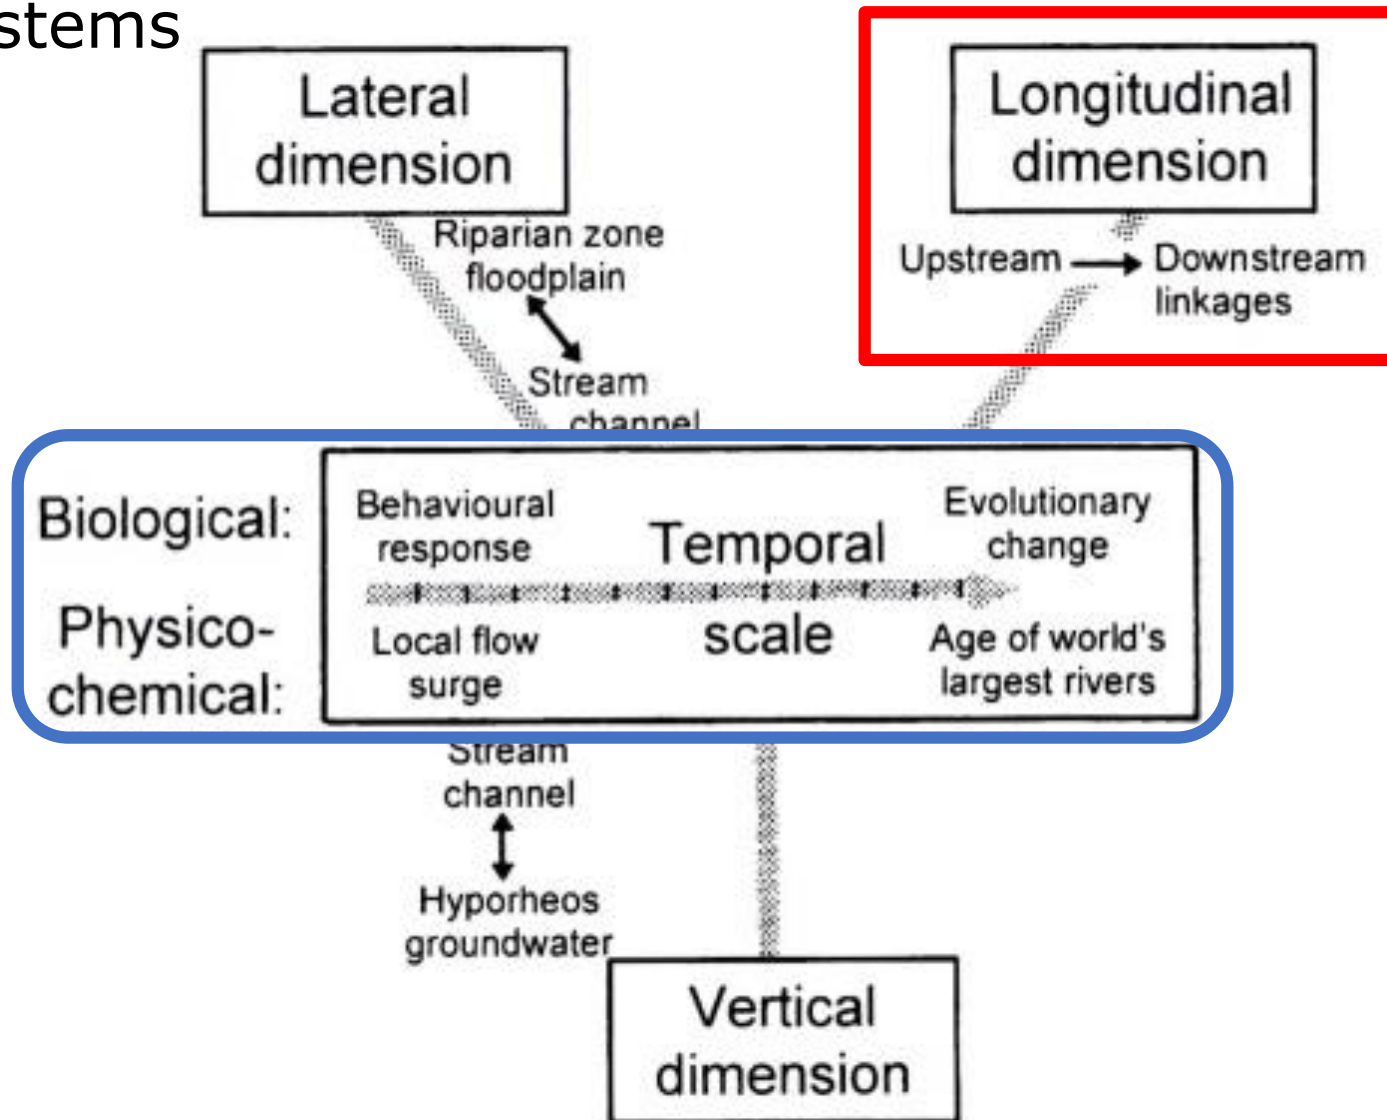 stems
Lateral
dimension
Longitudinal
dimension
Riparian zone
floodplain
Upstream
Downstream
linkages
Stream
channel
Biological:
Physico-
chemical:
Behavioural
response
Temporal
scale
Evolutionary
change
Local flow
surge
Age of world's
largest rivers
Stream
channel
Hyporheos
groundwater
Vertical
dimension